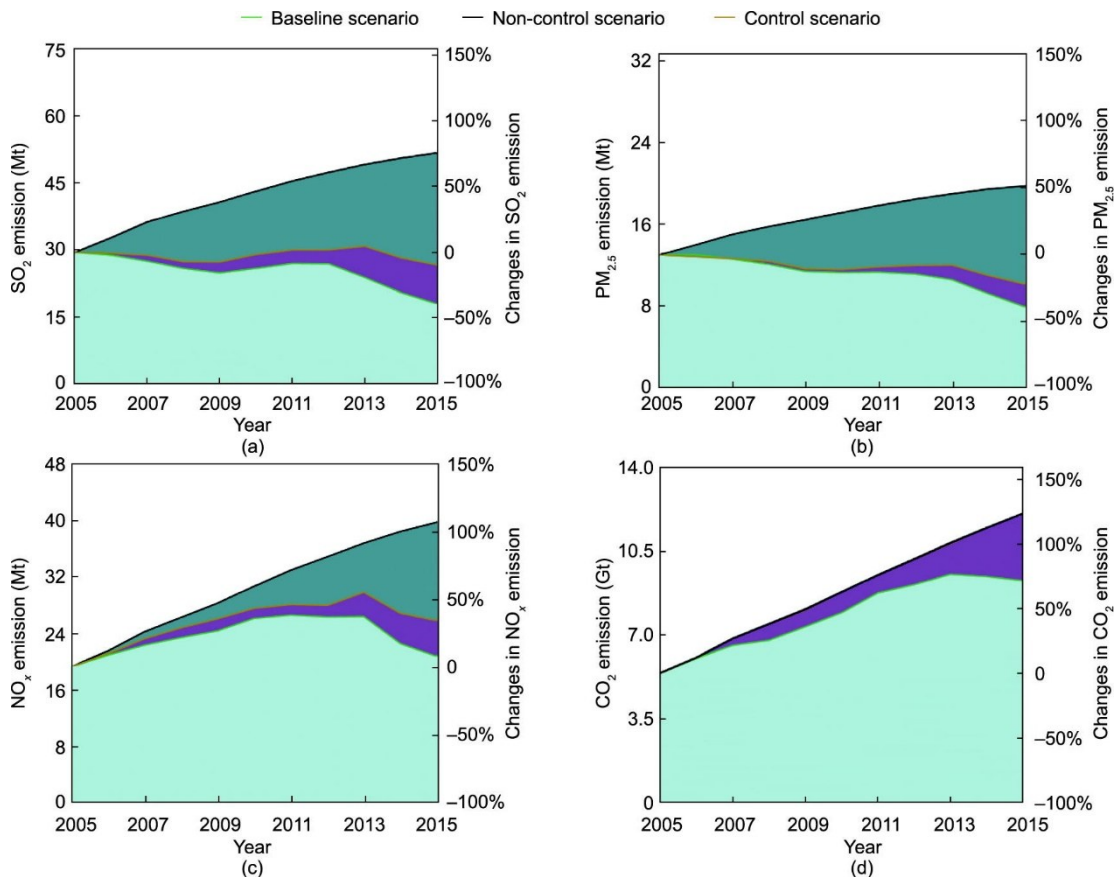 Baseline scenario Non-control scenario Control scenario
75
60
45
30
15
0
SO₂ emission (Mt)
150%
100%
50%
0
–50%
–100%
Changes in SO₂ emission
2005 2007 2009 2011 2013 2015
Year
(a)
32
24
16
8
0
PM₂.₅ emission (Mt)
150%
100%
50%
0
–50%
–100%
Changes in PM₂.₅ emission
2005 2007 2009 2011 2013 2015
Year
(b)
48
40
32
24
16
8
0
NOₓ emission (Mt)
150%
100%
50%
0
–50%
–100%
Changes in NOₓ emission
2005 2007 2009 2011 2013 2015
Year
(c)
14.0
10.5
7.0
3.5
0
CO₂ emission (Gt)
150%
100%
50%
0
–50%
–100%
Changes in CO₂ emission
2005 2007 2009 2011 2013 2015
Year
(d)